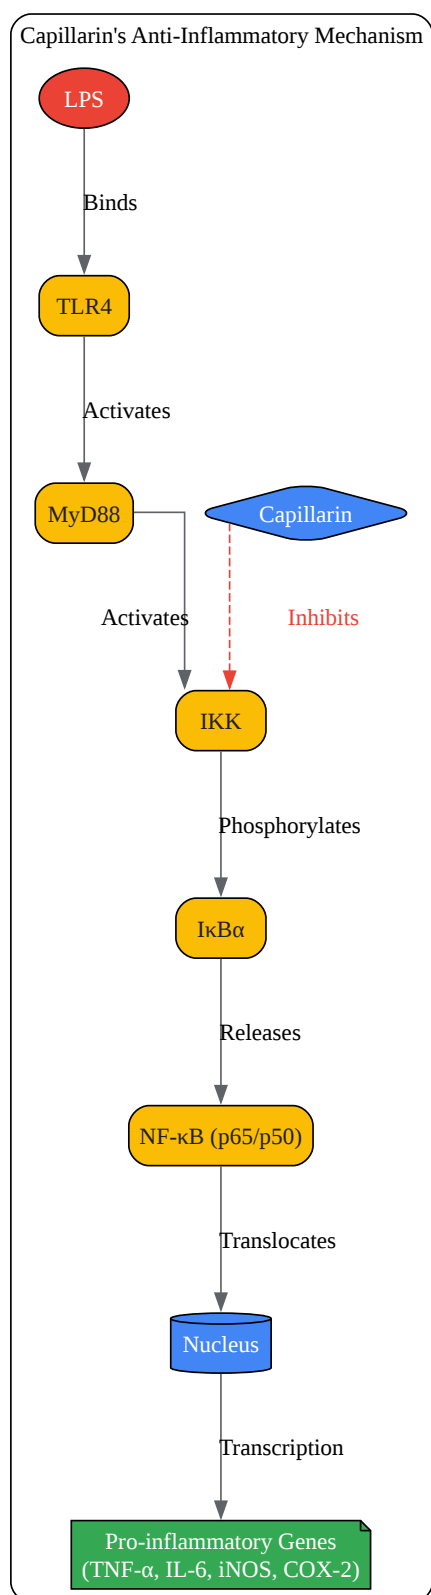 Capillarin's Anti-Inflammatory Mechanism
LPS
Binds
TLR4
Activates
MyD88
Capillarin
Activates
Inhibits
IKK
Phosphorylates
IκBα
Releases
NF-κB (p65/p50)
Translocates
Nucleus
Transcription
Pro-inflammatory Genes
(TNF-α, IL-6, iNOS, COX-2)